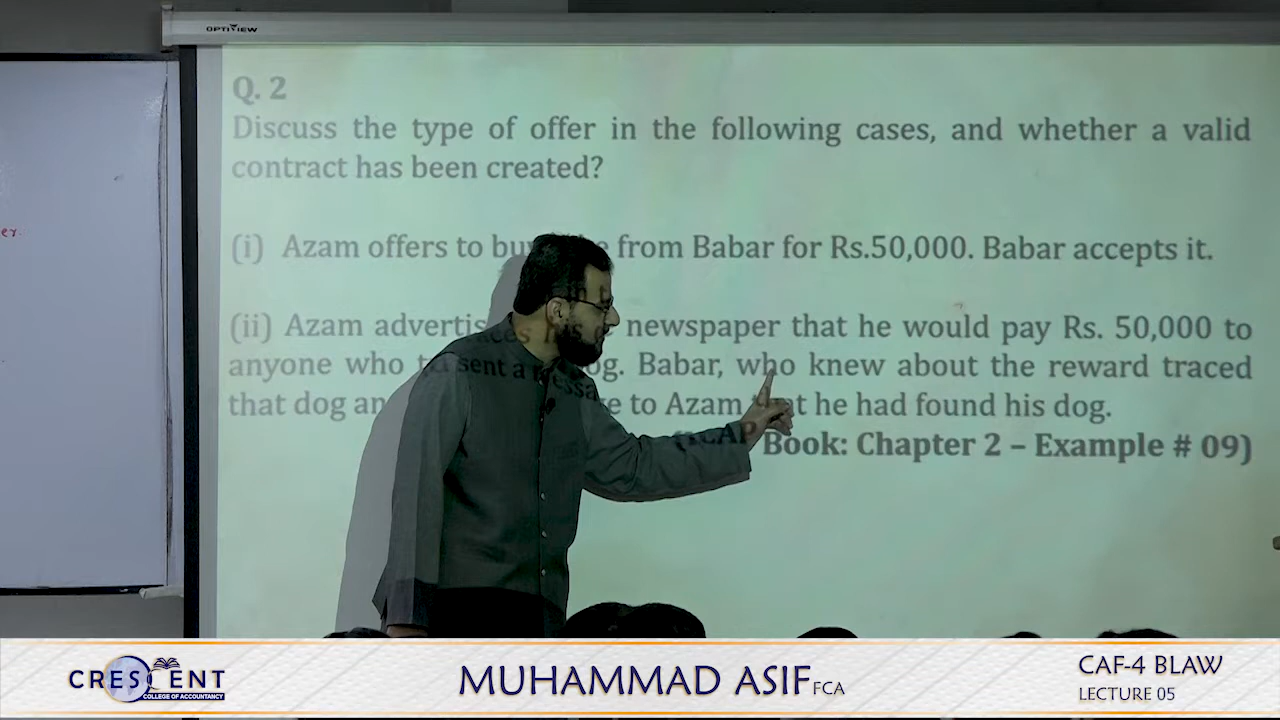 OPTIVIEW
er.
Q. 2
Discuss the type of offer in the following cases, and whether a valid
contract has been created?
(i) Azam offers to bu from Babar for Rs.50,000. Babar accepts it.
(ii) Azam advertis newspaper that he would pay Rs. 50,000 to
anyone who og. Babar, who knew about the reward traced
that dog an sent a messa e to Azam that he had found his dog.
Book: Chapter 2 – Example # 09)
CRESCENT
COLLEGE OF ACCOUNTANCY
MUHAMMAD ASIF FCA
CAF-4 BLAW
LECTURE 05